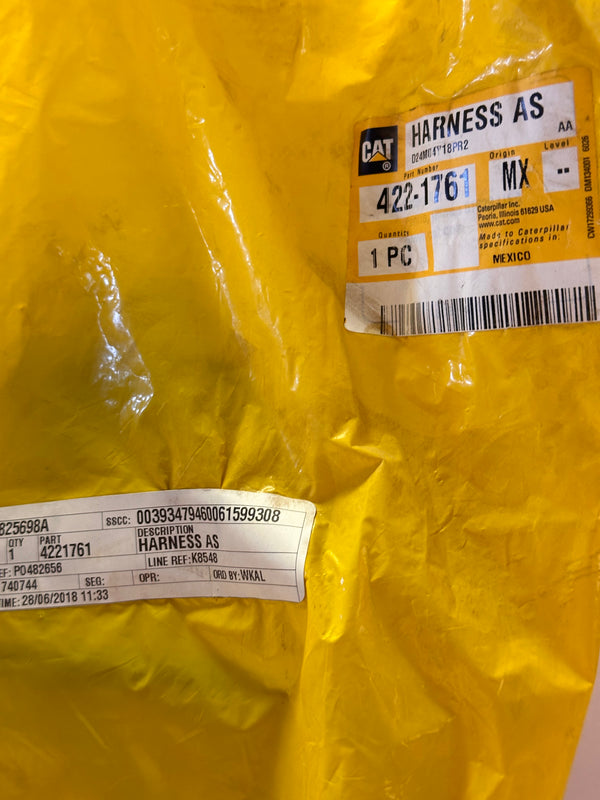 HARNESS AS
AA
CAT
®
Part Number
Origin
Level
422-1761
MX
--
Caterpillar Inc.
Peoria, Illinois 61629 USA
www.cat.com
Quantity
1 PC
Made to Caterpillar
specifications in.
MEXICO
825698A
SSCC: 00393479460061599308
QTY
1
PART
4221761
DESCRIPTION
HARNESS AS
EF: P0482656
LINE REF:K8548
740744
SEG:
OPR:
ORD BY:WKAL
TIME: 28/06/2018 11:33